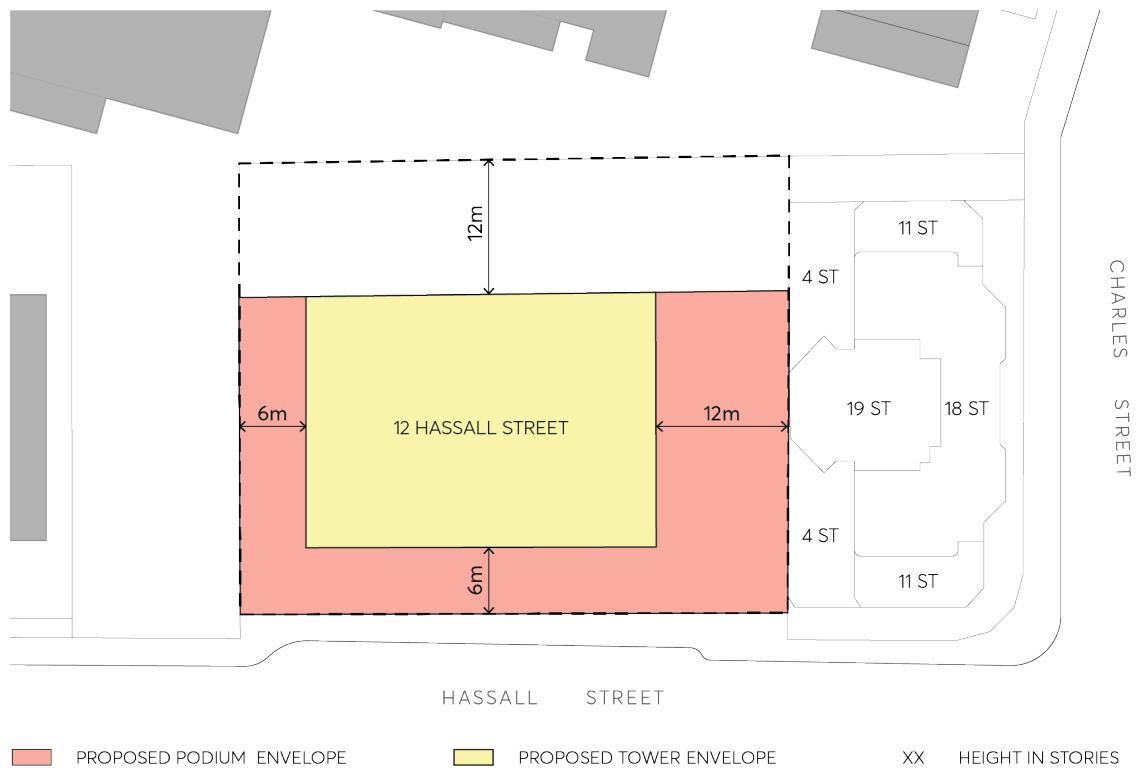 12m
11 ST
4 ST
6m
12 HASSALL STREET
12m
19 ST
18 ST
CHARLES STREET
4 ST
6m
11 ST
HASSALL STREET
PROPOSED PODIUM ENVELOPE
PROPOSED TOWER ENVELOPE
XX HEIGHT IN STORIES